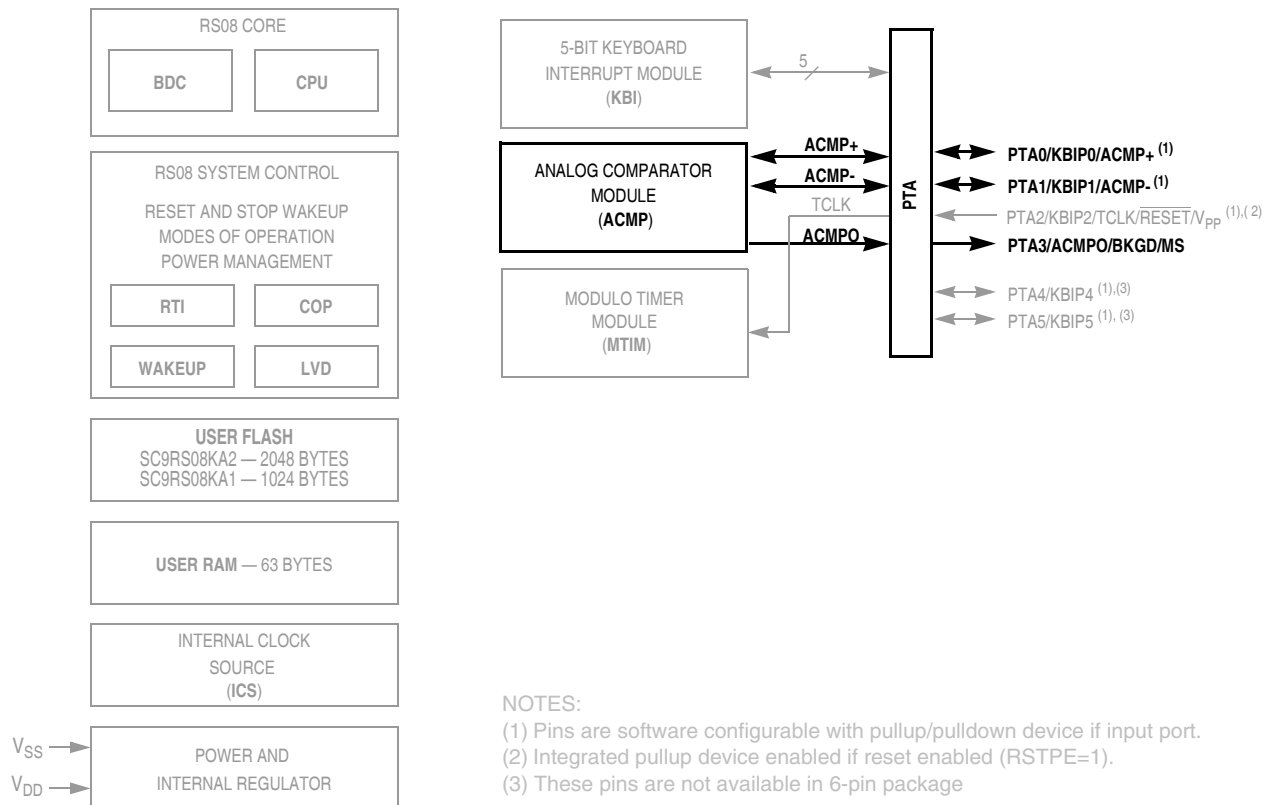 RS08 CORE
BDC
CPU
RS08 SYSTEM CONTROL
RESET AND STOP WAKEUP
MODES OF OPERATION
POWER MANAGEMENT
RTI
COP
WAKEUP
LVD
USER FLASH
SC9RS08KA2 — 2048 BYTES
SC9RS08KA1 — 1024 BYTES
USER RAM — 63 BYTES
INTERNAL CLOCK
SOURCE
(ICS)
VSS
VDD
POWER AND
INTERNAL REGULATOR
5-BIT KEYBOARD
INTERRUPT MODULE
(KBI)
5
ANALOG COMPARATOR
MODULE
(ACMP)
ACMP+
ACMP-
TCLK
ACMPO
MODULO TIMER
MODULE
(MTIM)
PTA
PTA0/KBIP0/ACMP+ (1)
PTA1/KBIP1/ACMP- (1)
PTA2/KBIP2/TCLK/RESET/VPP (1),( 2)
PTA3/ACMPO/BKGD/MS
PTA4/KBIP4 (1),(3)
PTA5/KBIP5 (1), (3)
NOTES:
(1) Pins are software configurable with pullup/pulldown device if input port.
(2) Integrated pullup device enabled if reset enabled (RSTPE=1).
(3) These pins are not available in 6-pin package